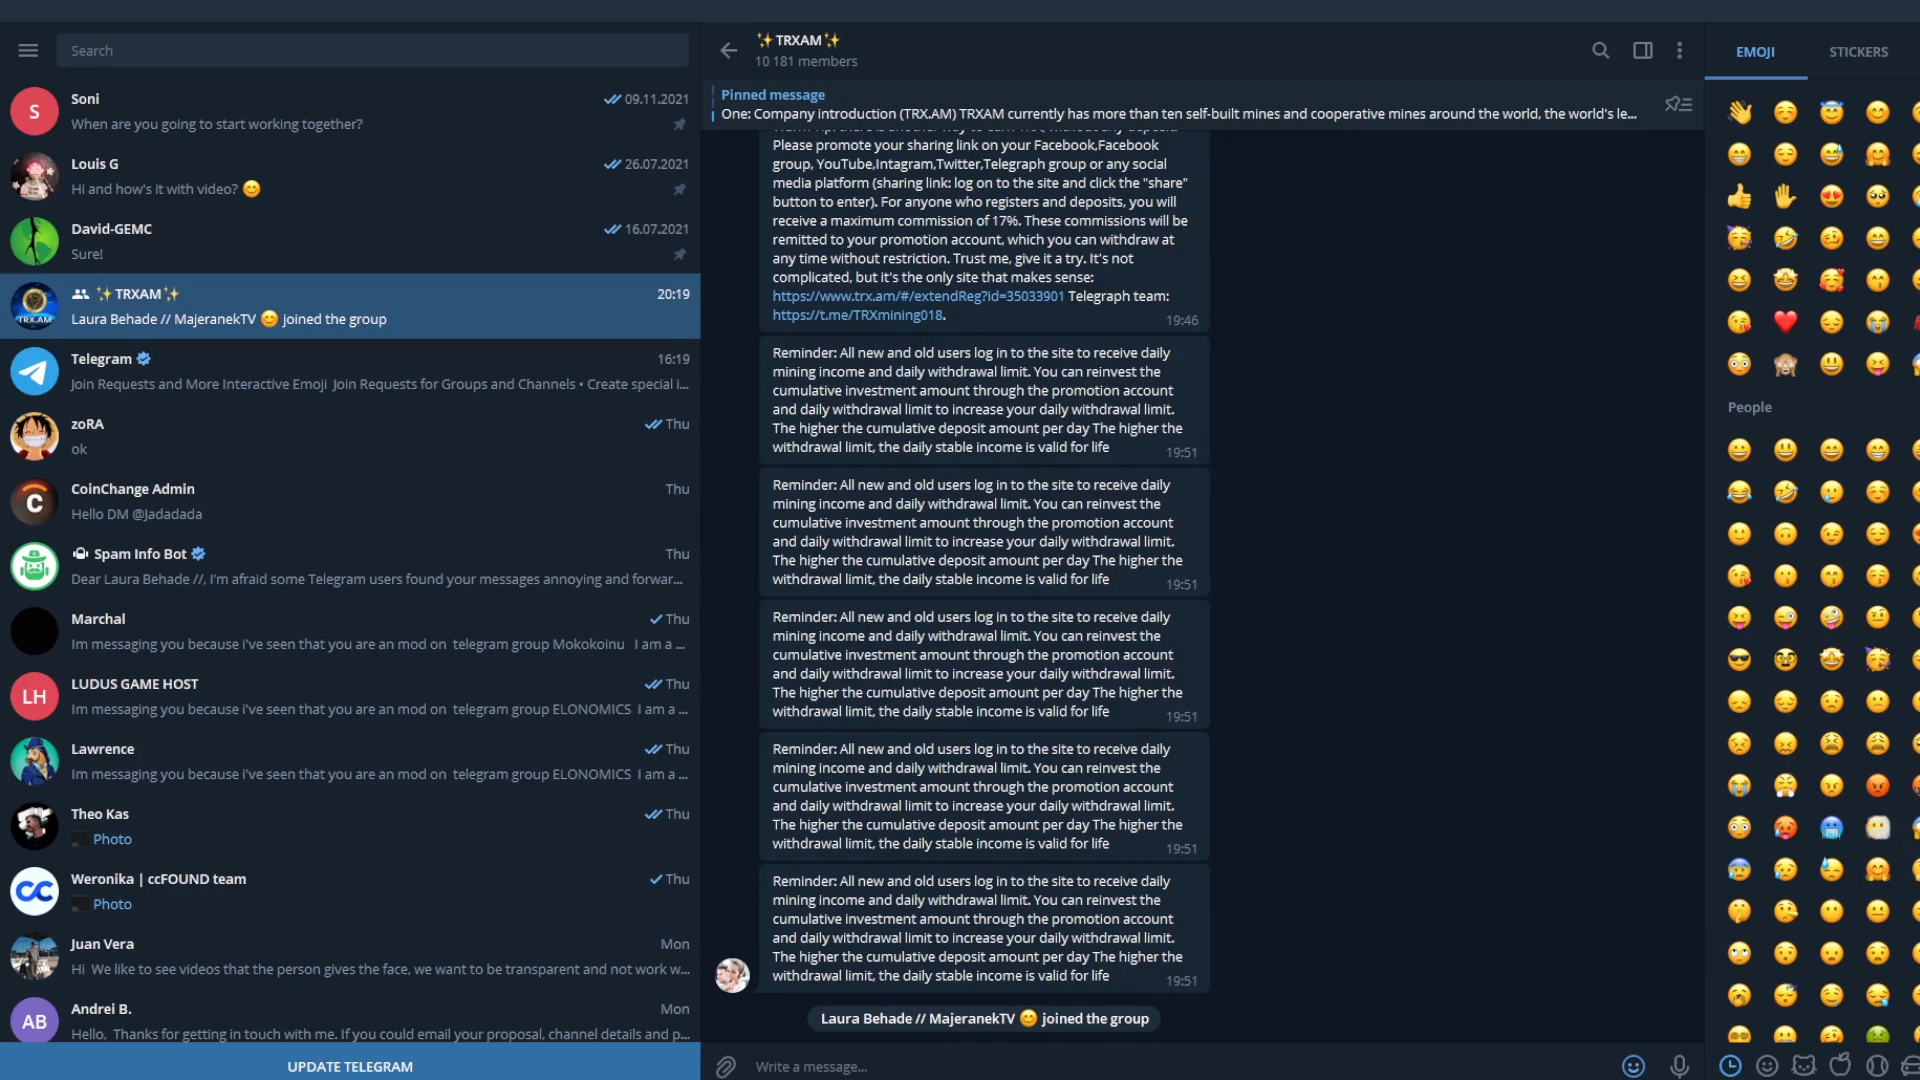 Search
Soni
09.11.2021
When are you going to start working together?
Louis G
26.07.2021
Hi and how's it with video? 😊
David-GEMC
16.07.2021
Sure!
✨TRXAM✨
20:19
Laura Behade // MajeranekTV 😊 joined the group
Telegram
16:19
Join Requests and More Interactive Emoji Join Requests for Groups and Channels • Create special i...
zoRA
Thu
ok
CoinChange Admin
Thu
Hello DM @Jadadada
Spam Info Bot
Thu
Dear Laura Behade //, I'm afraid some Telegram users found your messages annoying and forwar...
Marchal
Thu
Im messaging you because i've seen that you are an mod on telegram group Mokokoinu I am a ...
LH
LUDUS GAME HOST
Thu
Im messaging you because i've seen that you are an mod on telegram group ELONOMICS I am a ...
Lawrence
Thu
Im messaging you because i've seen that you are an mod on telegram group ELONOMICS I am a ...
Theo Kas
Thu
Photo
Weronika | ccFOUND team
Thu
Photo
Juan Vera
Mon
Hi We like to see videos that the person gives the face, we want to be transparent and not work w...
AB
Andrei B.
Mon
Hello, Thanks for getting in touch with me. If you could email your proposal, channel details and p...
UPDATE TELEGRAM
✨TRXAM✨
10 181 members
Pinned message
One: Company introduction (TRX.AM) TRXAM currently has more than ten self-built mines and cooperative mines around the world, the world's le...
Please promote your sharing link on your Facebook,Facebook
group, YouTube,Intagram,Twitter,Telegraph group or any social
media platform (sharing link: log on to the site and click the "share"
button to enter). For anyone who registers and deposits, you will
receive a maximum commission of 17%. These commissions will be
remitted to your promotion account, which you can withdraw at
any time without restriction. Trust me, give it a try. It's not
complicated, but it's the only site that makes sense:
https://www.trx.am/#/extendReg?id=35033901 Telegraph team:
https://t.me/TRXmining018.
19:46
Reminder: All new and old users log in to the site to receive daily
mining income and daily withdrawal limit. You can reinvest the
cumulative investment amount through the promotion account
and daily withdrawal limit to increase your daily withdrawal limit.
The higher the cumulative deposit amount per day The higher the
withdrawal limit, the daily stable income is valid for life
19:51
Reminder: All new and old users log in to the site to receive daily
mining income and daily withdrawal limit. You can reinvest the
cumulative investment amount through the promotion account
and daily withdrawal limit to increase your daily withdrawal limit.
The higher the cumulative deposit amount per day The higher the
withdrawal limit, the daily stable income is valid for life
19:51
Reminder: All new and old users log in to the site to receive daily
mining income and daily withdrawal limit. You can reinvest the
cumulative investment amount through the promotion account
and daily withdrawal limit to increase your daily withdrawal limit.
The higher the cumulative deposit amount per day The higher the
withdrawal limit, the daily stable income is valid for life
19:51
Reminder: All new and old users log in to the site to receive daily
mining income and daily withdrawal limit. You can reinvest the
cumulative investment amount through the promotion account
and daily withdrawal limit to increase your daily withdrawal limit.
The higher the cumulative deposit amount per day The higher the
withdrawal limit, the daily stable income is valid for life
19:51
Reminder: All new and old users log in to the site to receive daily
mining income and daily withdrawal limit. You can reinvest the
cumulative investment amount through the promotion account
and daily withdrawal limit to increase your daily withdrawal limit.
The higher the cumulative deposit amount per day The higher the
withdrawal limit, the daily stable income is valid for life
19:51
Laura Behade // MajeranekTV 😊 joined the group
Write a message...
EMOJI
STICKERS
People